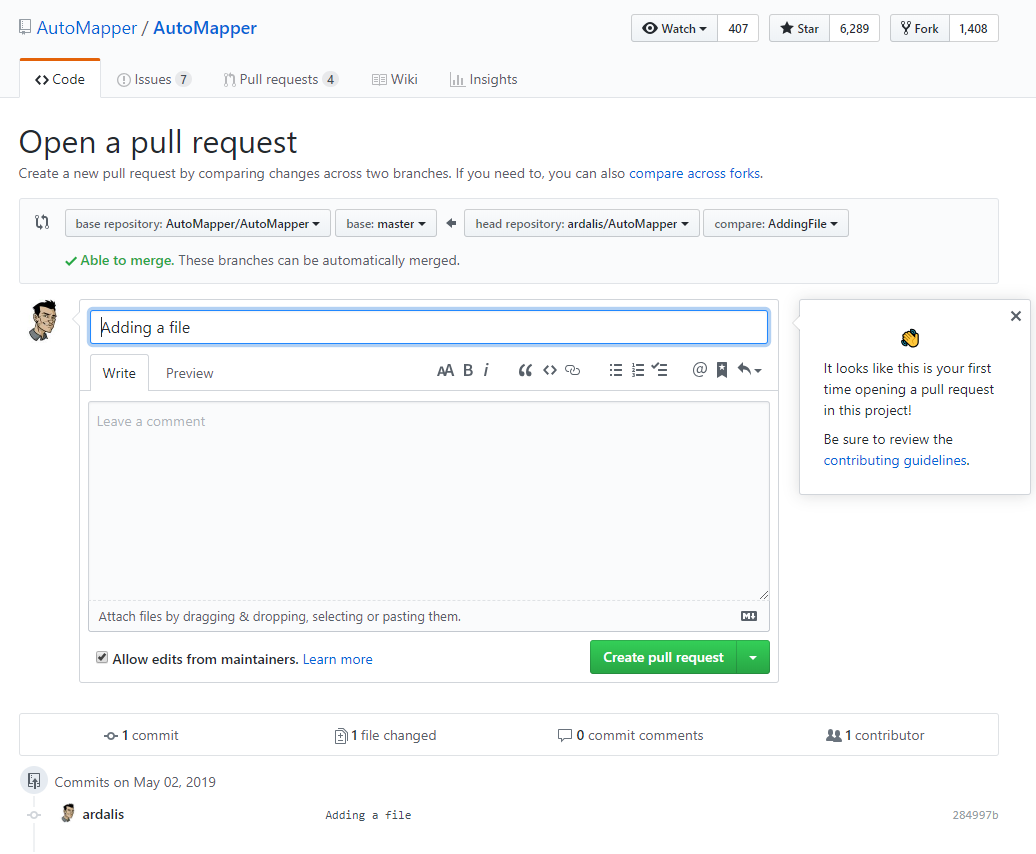 AutoMapper / AutoMapper Watch 407 Star 6,289 Fork 1,408
Code Issues 7 Pull requests 4 Wiki Insights
Open a pull request
Create a new pull request by comparing changes across two branches. If you need to, you can also compare across forks.
base repository: AutoMapper/AutoMapper base: master head repository: ardalis/AutoMapper compare: AddingFile
Able to merge. These branches can be automatically merged.
Adding a file
Write Preview AA B i “ <> @
Leave a comment
Attach files by dragging & dropping, selecting or pasting them. M
Allow edits from maintainers. Learn more Create pull request
It looks like this is your first
time opening a pull request
in this project!
Be sure to review the
contributing guidelines.
1 commit 1 file changed 0 commit comments 1 contributor
Commits on May 02, 2019
ardalis Adding a file 284997b